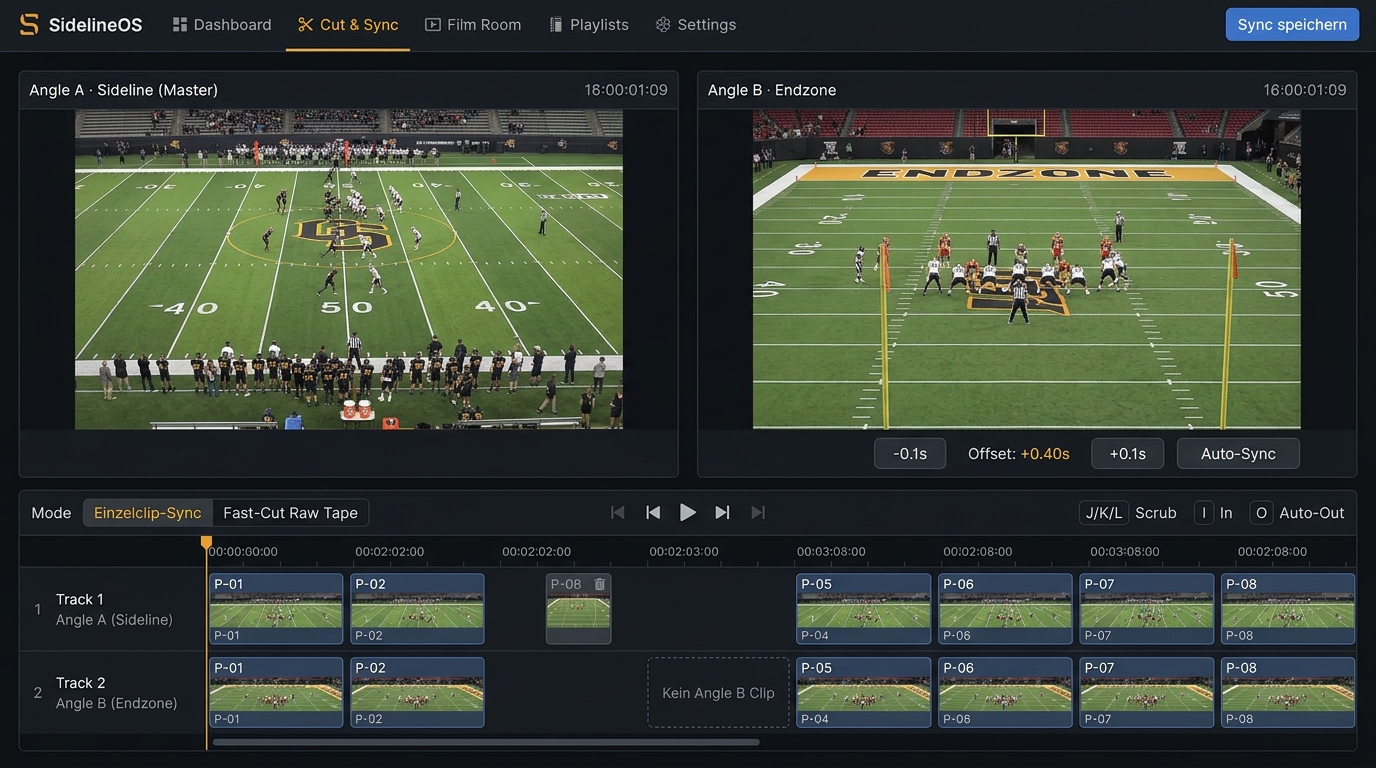 SidelineOS
Dashboard
Cut & Sync
Film Room
Playlists
Settings
Sync speichern
Angle A · Sideline (Master)
16:00:01:09
Angle B · Endzone
16:00:01:09
40
50
40
ENDZONE
-0.1s
Offset: +0.40s
+0.1s
Auto-Sync
Mode
Einzelclip-Sync
Fast-Cut Raw Tape
J/K/L
Scrub
I
In
O
Auto-Out
00:00:G0:00
00:02:02:00
00:02:02:00
00:02:03:00
00:03:08:00
00:02:08:00
00:03:08:00
00:02:08:00
1
Track 1
Angle A (Sideline)
P-01
P-01
P-02
P-02
P-08
P-05
P-04
P-06
P-06
P-07
P-07
P-08
P-08
2
Track 2
Angle B (Endzone)
P-01
P-01
P-02
P-02
Kein Angle B Clip
P-05
P-04
P-06
P-06
P-07
P-07
P-08
P-08